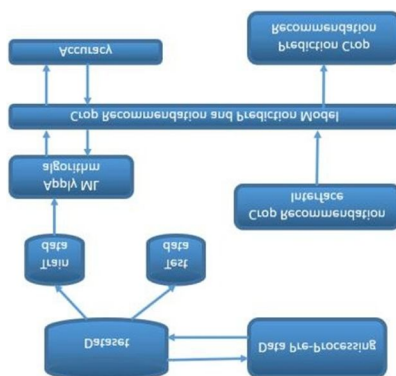 Dataset
Data Pre-Processing
Train
data
Test
data
Apply ML
algorithm
Crop Recommendation
Interface
Crop Recommendation and Prediction Model
Accuracy
Prediction Crop
Recommendation